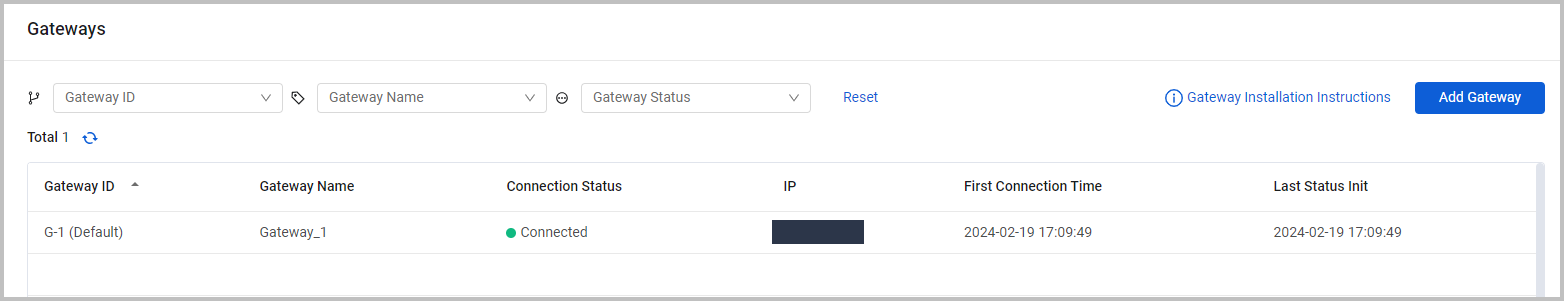 Gateways
Gateway ID Gateway Name Gateway Status Reset Gateway Installation Instructions Add Gateway
Total 1
Gateway ID Gateway Name Connection Status IP First Connection Time Last Status Init
G-1 (Default) Gateway_1 Connected 2024-02-19 17:09:49 2024-02-19 17:09:49